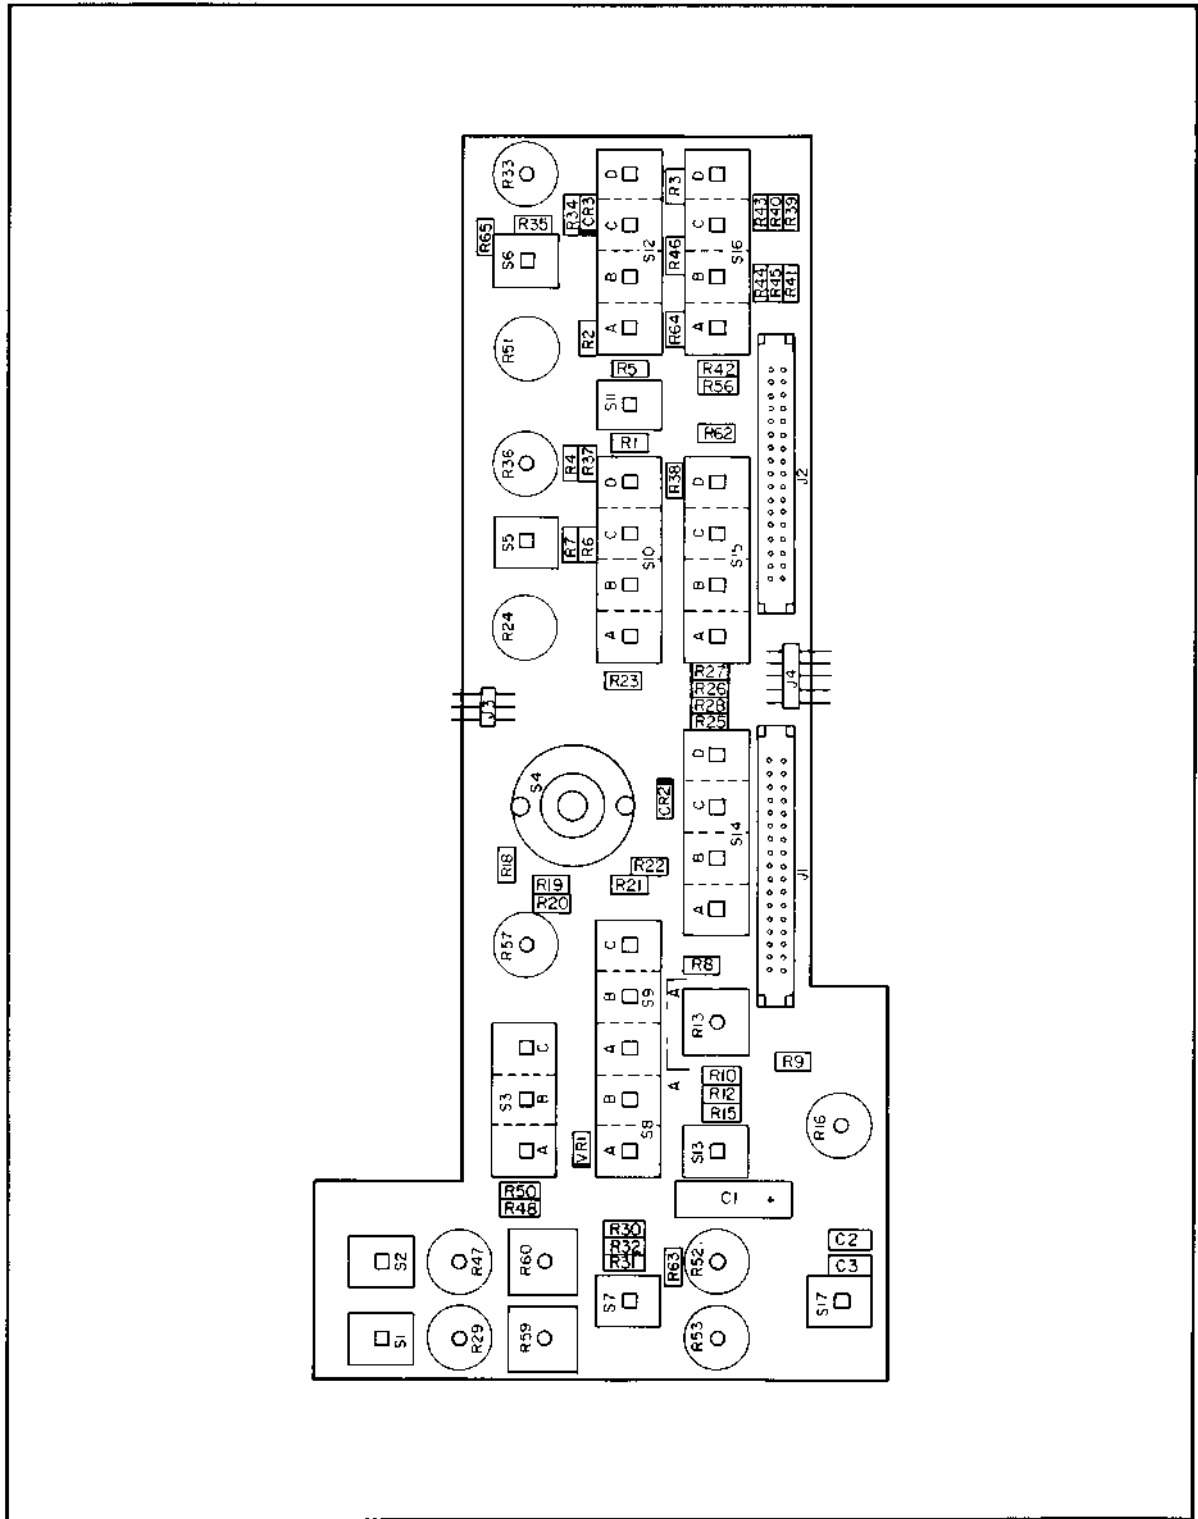 R33
R65
R35
S6
R34
CR3
D
C
B
A
S12
R3
R46
R64
D
C
B
A
S16
R43
R40
R39
R44
R45
R41
R51
R2
R5
S11
R1
R42
R56
R62
J2
R36
R4
R37
S5
R7
R6
D
C
B
A
S10
R38
D
C
B
A
S15
R24
R23
R27
R26
R28
R25
J3
J4
S4
CR2
D
C
B
A
S14
J1
R18
R19
R20
R22
R21
R57
C
B
A
S9
B
A
S8
R8
A
R13
A
R9
C
B
A
S3
VR1
R10
R12
R15
S13
R16
R50
R48
C1 +
R30
R32
R31
R63
C2
C3
S2
R47
R60
R52
S7
S17
S1
R29
R59
R53